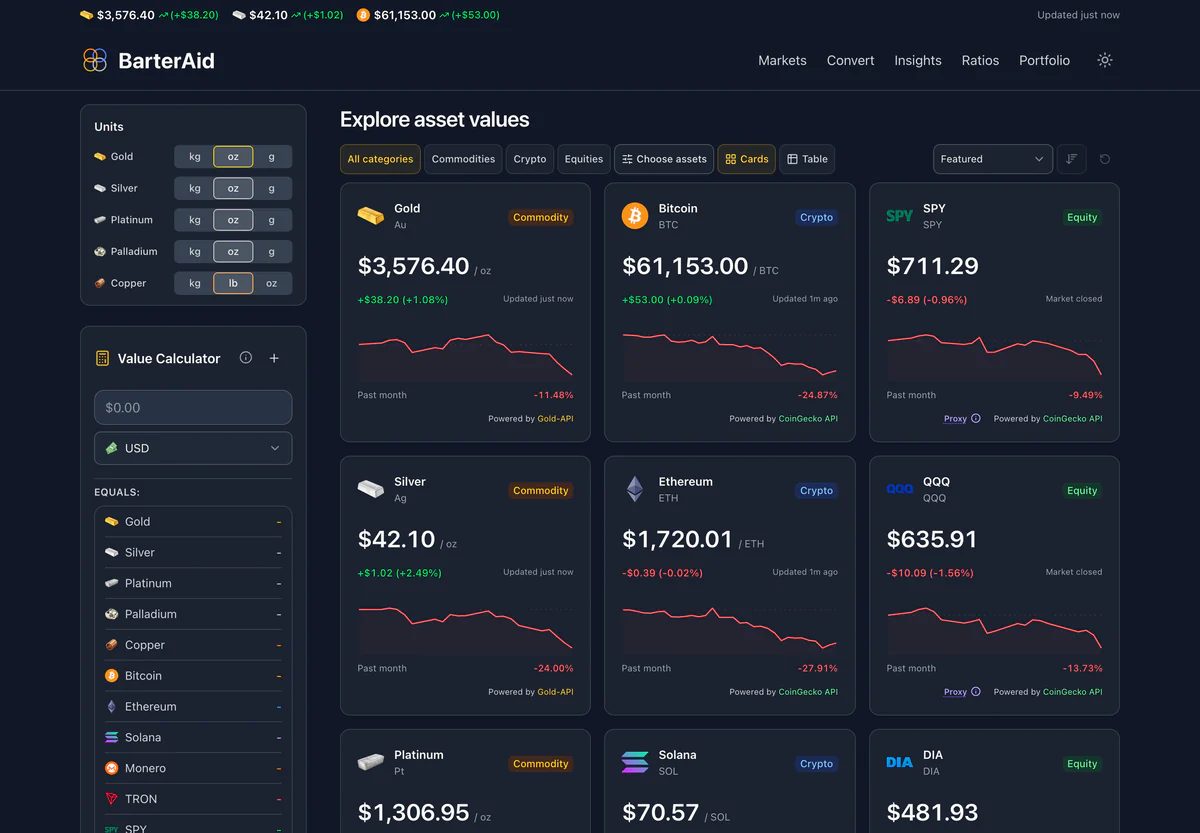 $3,576.40 (+$38.20) $42.10 (+$1.02) $61,153.00 (+$53.00) Updated just now
BarterAid Markets Convert Insights Ratios Portfolio
Units
Gold kg oz g
Silver kg oz g
Platinum kg oz g
Palladium kg oz g
Copper kg lb oz
Value Calculator
$0.00
USD
EQUALS:
Gold -
Silver -
Platinum -
Palladium -
Copper -
Bitcoin -
Ethereum -
Solana -
Monero -
TRON -
SPY SPY -
Explore asset values
All categories Commodities Crypto Equities Choose assets Cards Table Featured
Gold
Au
Commodity
$3,576.40 / oz
+$38.20 (+1.08%) Updated just now
Past month -11.48%
Powered by Gold-API
Bitcoin
BTC
Crypto
$61,153.00 / BTC
+$53.00 (+0.09%) Updated 1m ago
Past month -24.87%
Powered by CoinGecko API
SPY SPY
SPY
Equity
$711.29
-$6.89 (-0.96%) Market closed
Past month -9.49%
Proxy Powered by CoinGecko API
Silver
Ag
Commodity
$42.10 / oz
+$1.02 (+2.49%) Updated just now
Past month -24.00%
Powered by Gold-API
Ethereum
ETH
Crypto
$1,720.01 / ETH
-$0.39 (-0.02%) Updated 1m ago
Past month -27.91%
Powered by CoinGecko API
QQQ QQQ
QQQ
Equity
$635.91
-$10.09 (-1.56%) Market closed
Past month -13.73%
Proxy Powered by CoinGecko API
Platinum
Pt
Commodity
$1,306.95 / oz
Solana
SOL
Crypto
$70.57 / SOL
DIA DIA
DIA
Equity
$481.93